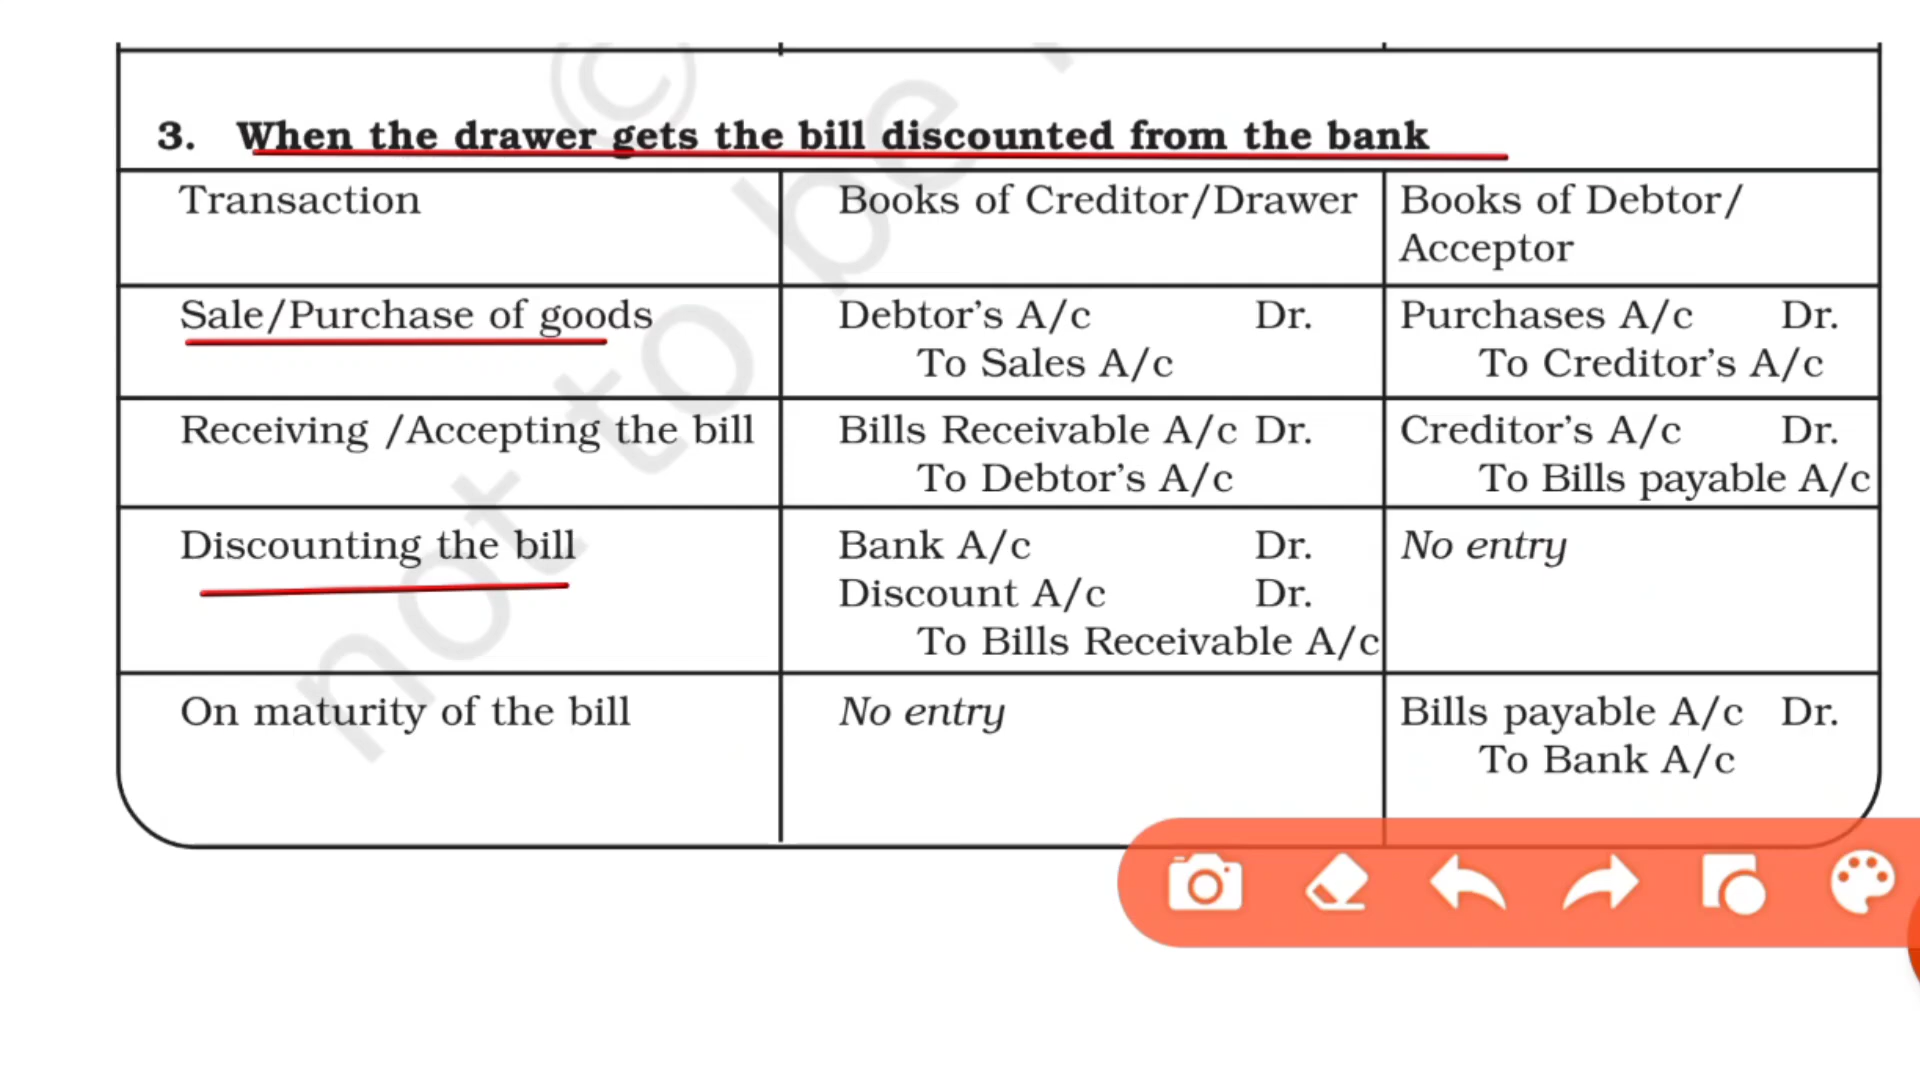 3. When the drawer gets the bill discounted from the bank
Transaction
Books of Creditor/Drawer
Books of Debtor/
Acceptor
Sale/Purchase of goods
Debtor's A/c Dr.
To Sales A/c
Purchases A/c Dr.
To Creditor's A/c
Receiving /Accepting the bill
Bills Receivable A/c Dr.
To Debtor's A/c
Creditor's A/c Dr.
To Bills payable A/c
Discounting the bill
Bank A/c Dr.
Discount A/c Dr.
To Bills Receivable A/c
No entry
On maturity of the bill
No entry
Bills payable A/c Dr.
To Bank A/c
©
not to be